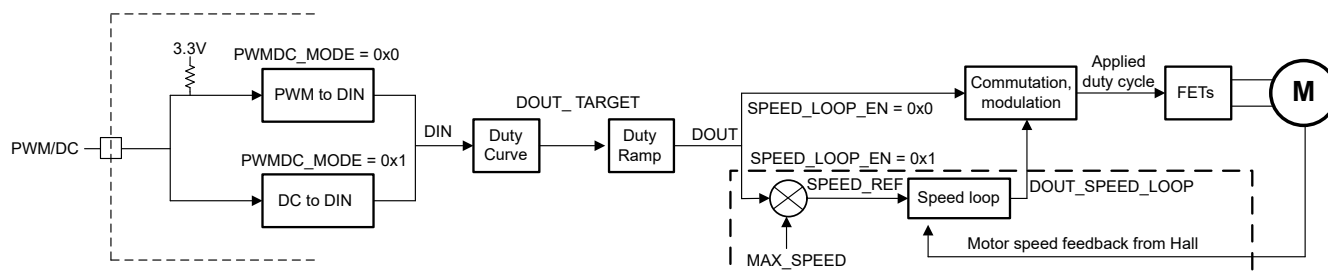 3.3V
PWMDC_MODE = 0x0
PWM to DIN
PWM/DC
PWMDC_MODE = 0x1
DC to DIN
DIN
Duty
Curve
DOUT_ TARGET
Duty
Ramp
DOUT
SPEED_LOOP_EN = 0x0
SPEED_LOOP_EN = 0x1
SPEED_REF
MAX_SPEED
Speed loop
DOUT_SPEED_LOOP
Motor speed feedback from Hall
Commutation,
modulation
Applied
duty cycle
FETs
M